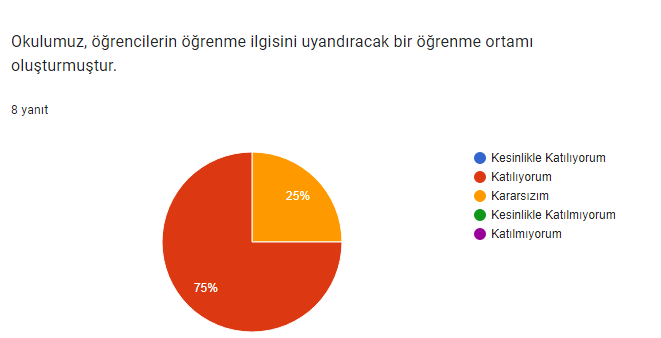 Okulumuz, öğrencilerin öğrenme ilgisini uyandıracak bir öğrenme ortamı
oluşturmuştur.
8 yanıt
25%
75%
Kesinlikle Katılıyorum
Katılıyorum
Kararsızım
Kesinlikle Katılmıyorum
Katılmıyorum